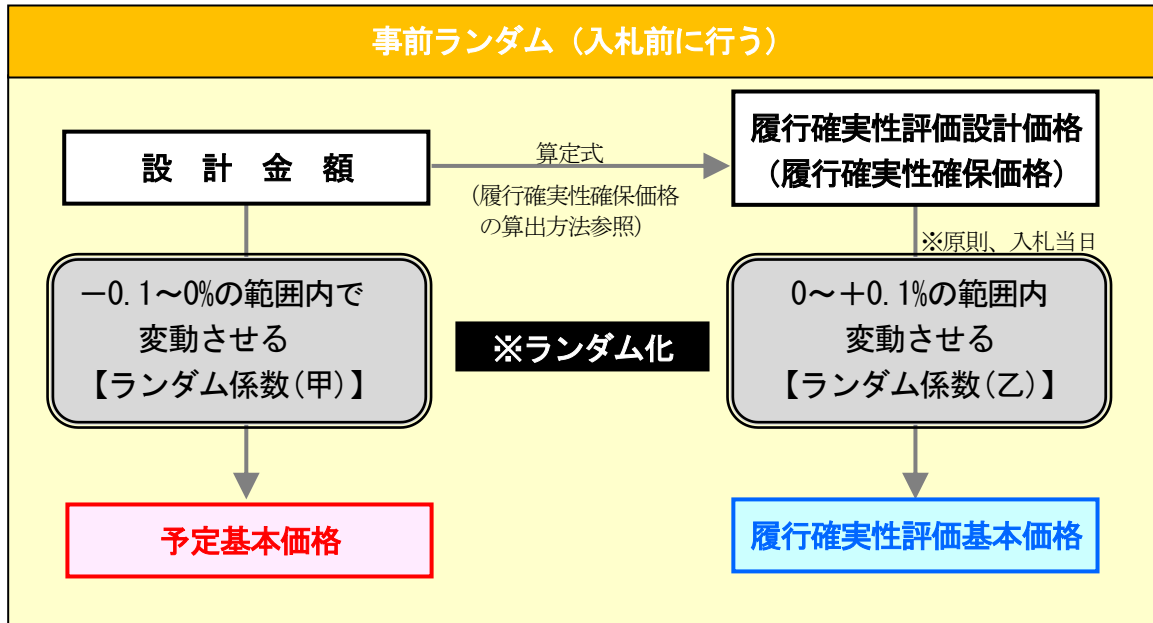 事前ランダム（入札前に行う）
設 計 金 額
算定式
（履行確実性確保価格
の算出方法参照）
履行確実性評価設計価格
（履行確実性確保価格）
※原則、入札当日
－0.1～0%の範囲内で
変動させる
【ランダム係数（甲）】
※ランダム化
0～＋0.1%の範囲内
変動させる
【ランダム係数（乙）】
予定基本価格
履行確実性評価基本価格